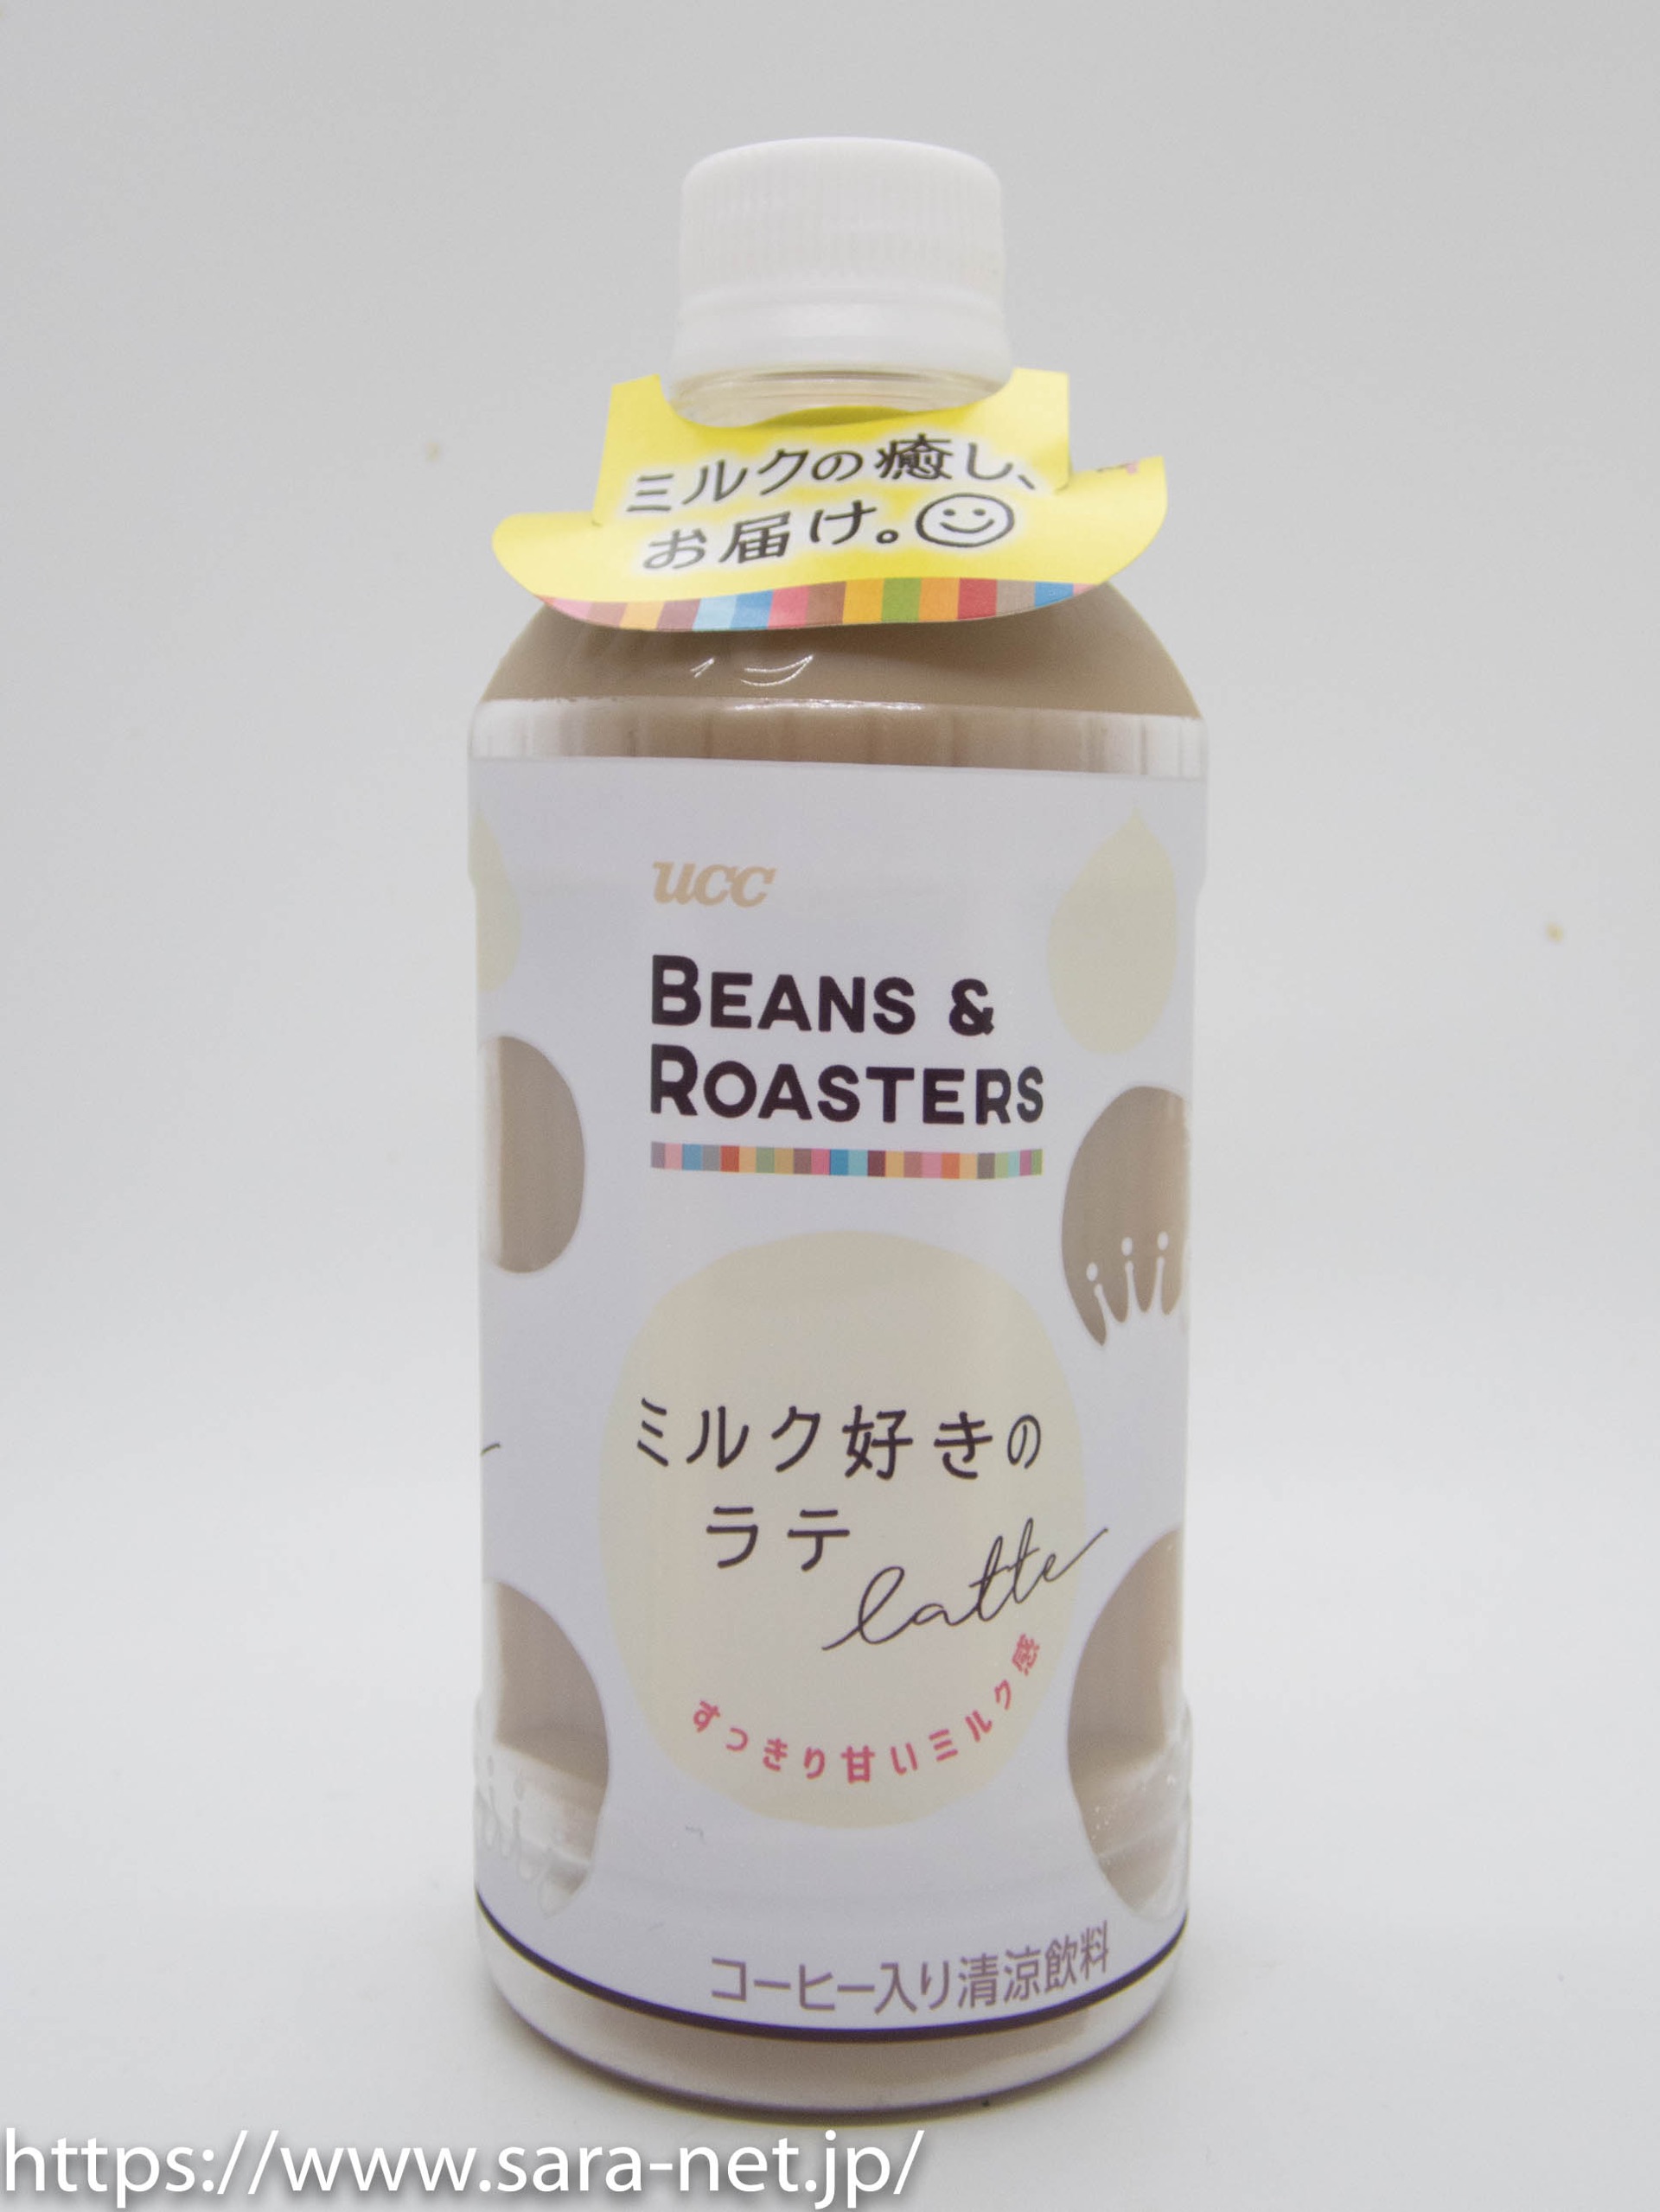 ミルクの癒し、
お届け。
ucc
BEANS &
ROASTERS
ミルク好きの
ラテ
latte
すっきり甘いミルク感
コーヒー入り清涼飲料
https://www.sara-net.jp/